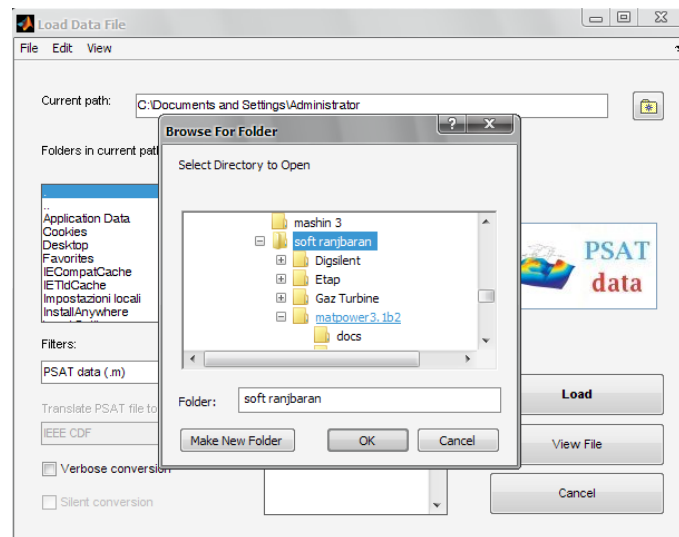 Load Data File
File Edit View
Current path:
C:\Documents and Settings\Administrator
Browse For Folder
Folders in current pat
Select Directory to Open
.
..
Application Data
Cookies
Desktop
Favorites
IECompatCache
IETldCache
Impostazioni locali
InstallAnywhere
mashin 3
soft ranjbaran
Digsilent
Etap
Gaz Turbine
matpower3.1b2
docs
PSAT
data
Filters:
PSAT data (.m)
Folder:
soft ranjbaran
Load
Translate PSAT file to
IEEE CDF
Make New Folder
OK
Cancel
View File
Verbose conversion
Silent conversion
Cancel